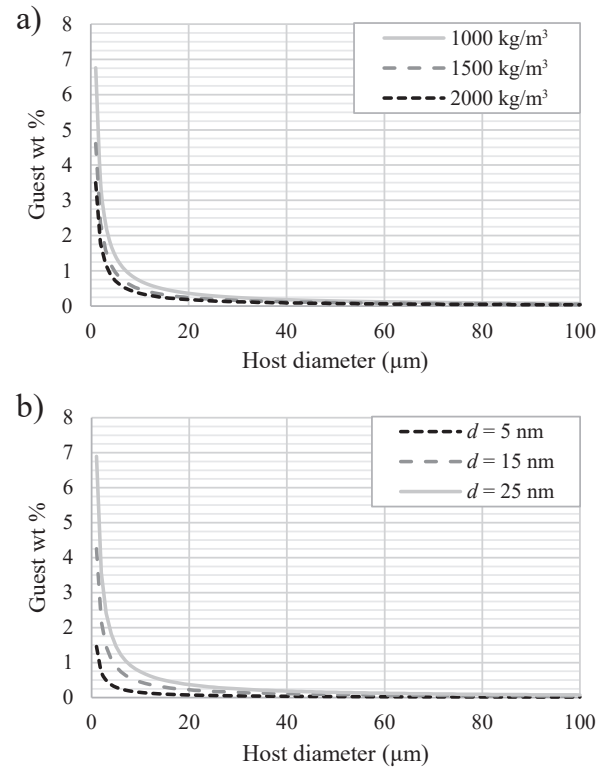 a)
8
7
6
5
4
3
2
1
0
Guest wt %
1000 kg/m³
1500 kg/m³
2000 kg/m³
0 20 40 60 80 100
Host diameter (μm)
b)
8
7
6
5
4
3
2
1
0
Guest wt %
d = 5 nm
d = 15 nm
d = 25 nm
0 20 40 60 80 100
Host diameter (μm)